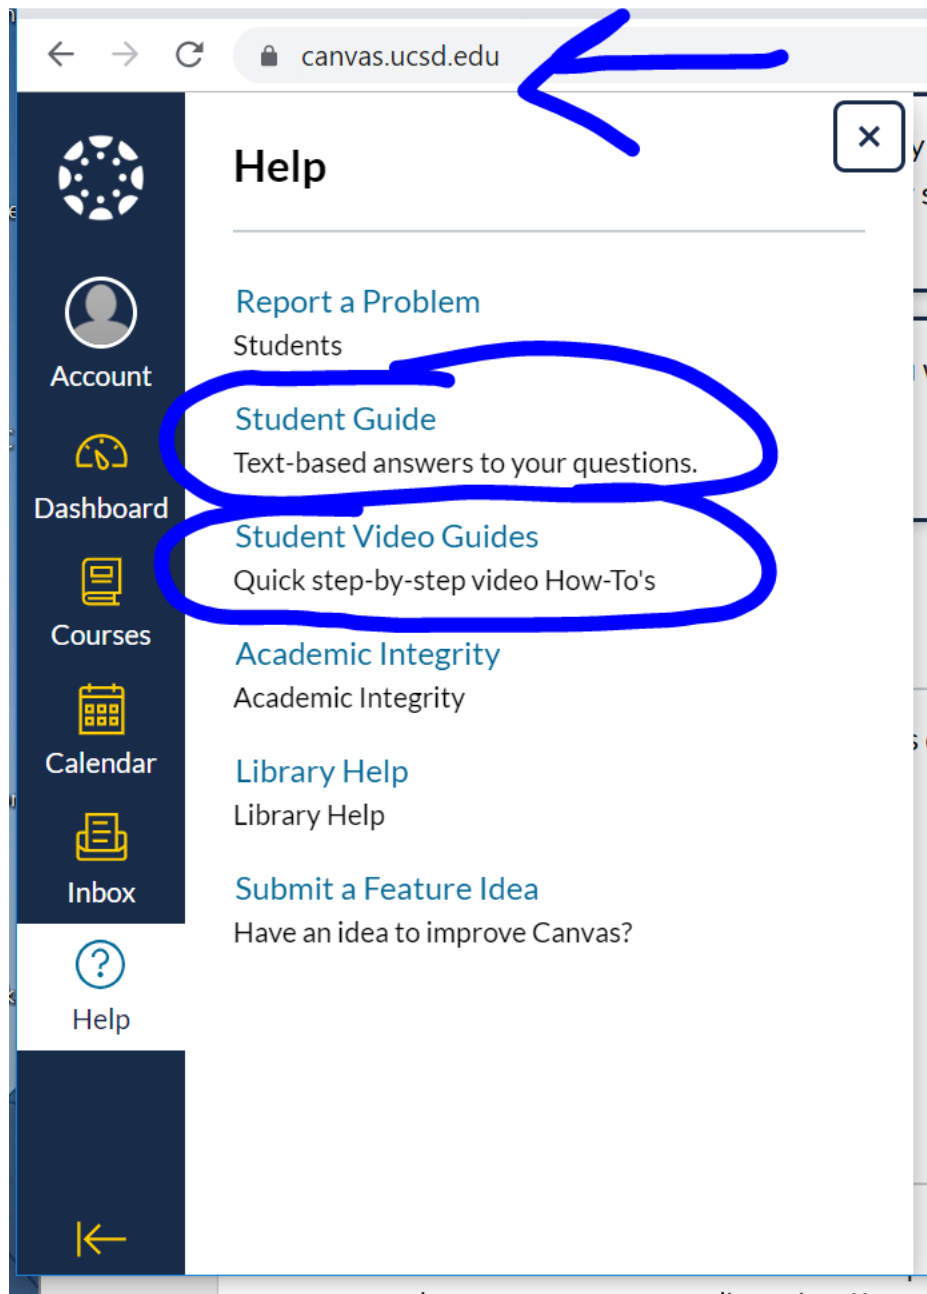 canvas.ucsd.edu
Help
Report a Problem
Students
Account
Student Guide
Text-based answers to your questions.
Dashboard
Student Video Guides
Quick step-by-step video How-To's
Courses
Academic Integrity
Academic Integrity
Calendar
Library Help
Library Help
Inbox
Submit a Feature Idea
Have an idea to improve Canvas?
Help